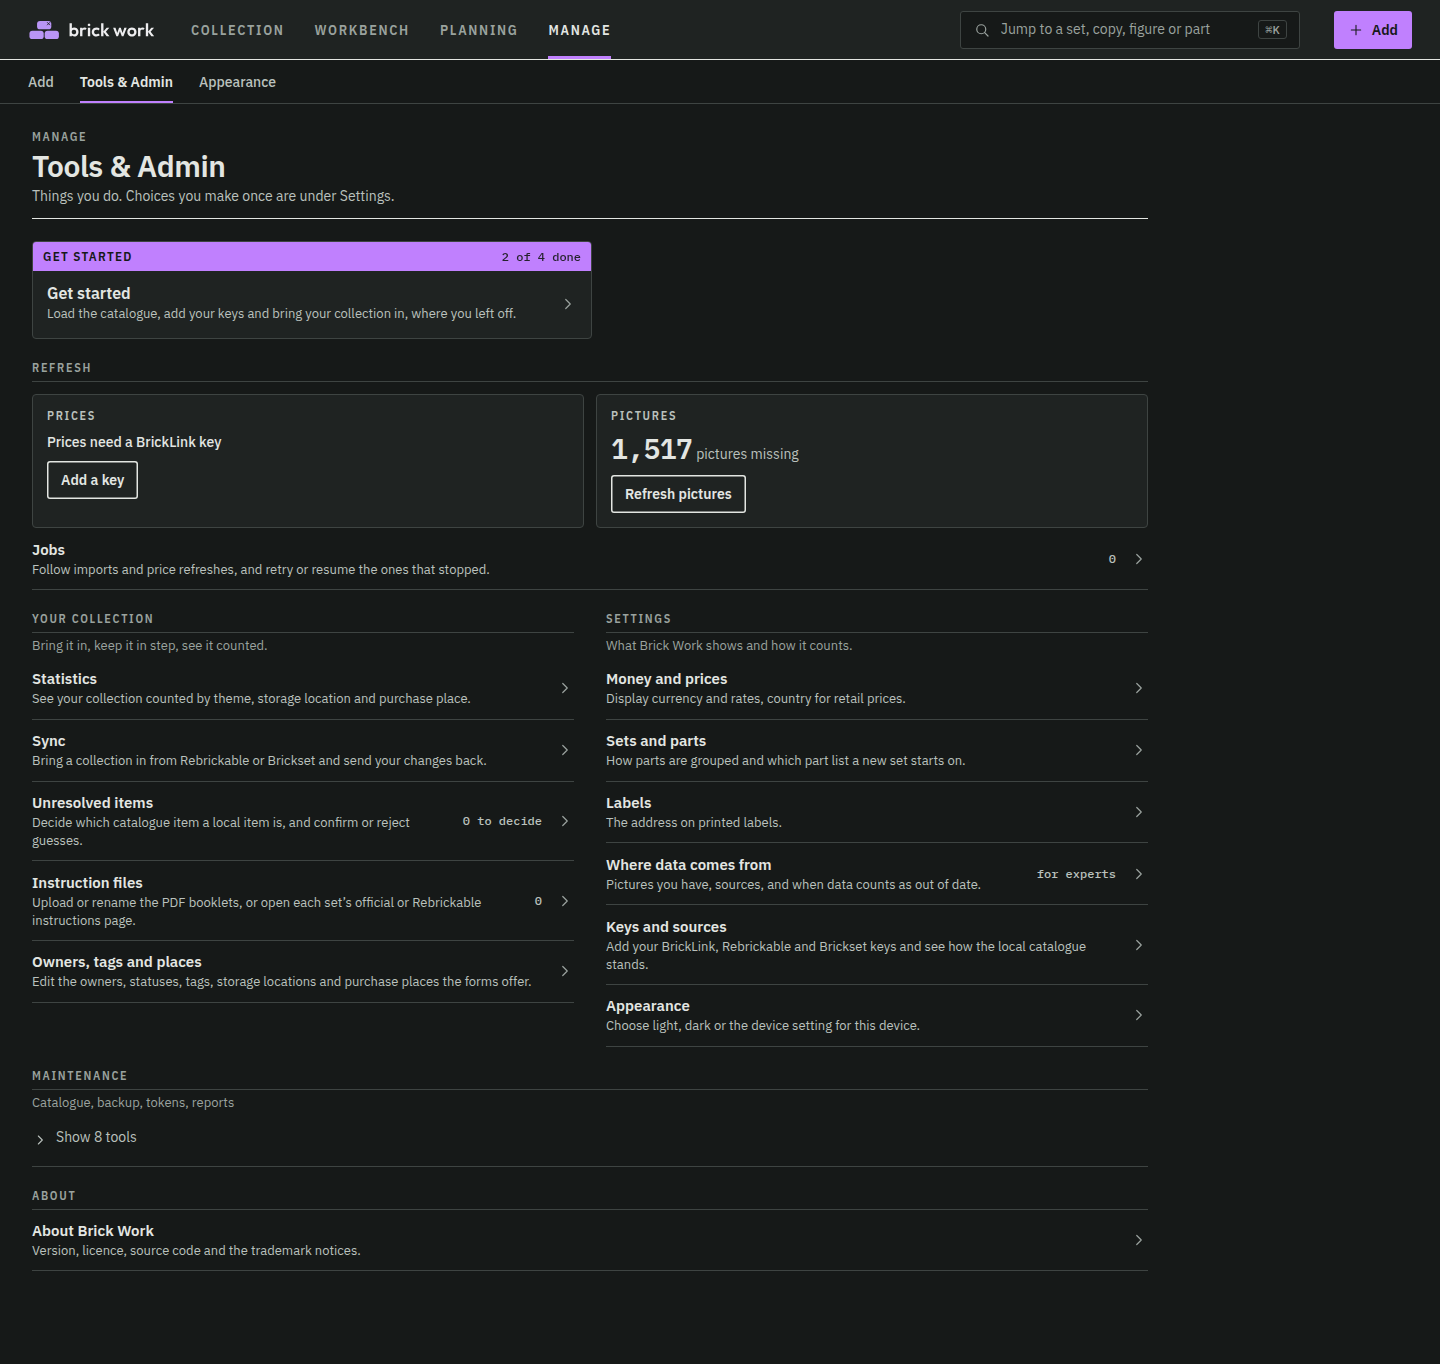 brick work
COLLECTION
WORKBENCH
PLANNING
MANAGE
Jump to a set, copy, figure or part
⌘K
Add
Add
Tools & Admin
Appearance
MANAGE
Tools & Admin
Things you do. Choices you make once are under Settings.
GET STARTED
2 of 4 done
Get started
Load the catalogue, add your keys and bring your collection in, where you left off.
REFRESH
PRICES
Prices need a BrickLink key
Add a key
PICTURES
1,517 pictures missing
Refresh pictures
Jobs
Follow imports and price refreshes, and retry or resume the ones that stopped.
0
YOUR COLLECTION
Bring it in, keep it in step, see it counted.
Statistics
See your collection counted by theme, storage location and purchase place.
Sync
Bring a collection in from Rebrickable or Brickset and send your changes back.
Unresolved items
Decide which catalogue item a local item is, and confirm or reject
guesses.
0 to decide
Instruction files
Upload or rename the PDF booklets, or open each set’s official or Rebrickable
instructions page.
0
Owners, tags and places
Edit the owners, statuses, tags, storage locations and purchase places the forms offer.
SETTINGS
What Brick Work shows and how it counts.
Money and prices
Display currency and rates, country for retail prices.
Sets and parts
How parts are grouped and which part list a new set starts on.
Labels
The address on printed labels.
Where data comes from
Pictures you have, sources, and when data counts as out of date.
for experts
Keys and sources
Add your BrickLink, Rebrickable and Brickset keys and see how the local catalogue
stands.
Appearance
Choose light, dark or the device setting for this device.
MAINTENANCE
Catalogue, backup, tokens, reports
Show 8 tools
ABOUT
About Brick Work
Version, licence, source code and the trademark notices.